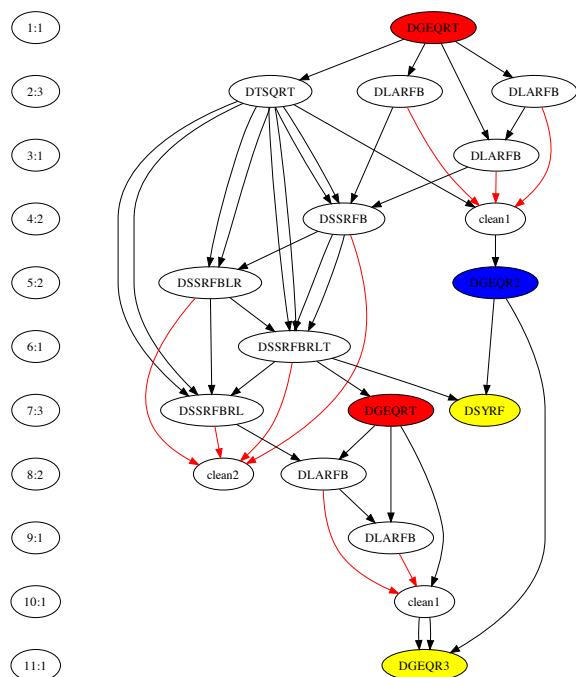 1:1 DGEQRT
2:3 DTSQRT DLARFB DLARFB
3:1 DLARFB
4:2 DSSRFB clean1
5:2 DSSRFBLR DGEQR2
6:1 DSSRFBRLT
7:3 DSSRFBRL DGEQRT DSYRF
8:2 clean2 DLARFB
9:1 DLARFB
10:1 clean1
11:1 DGEQR3